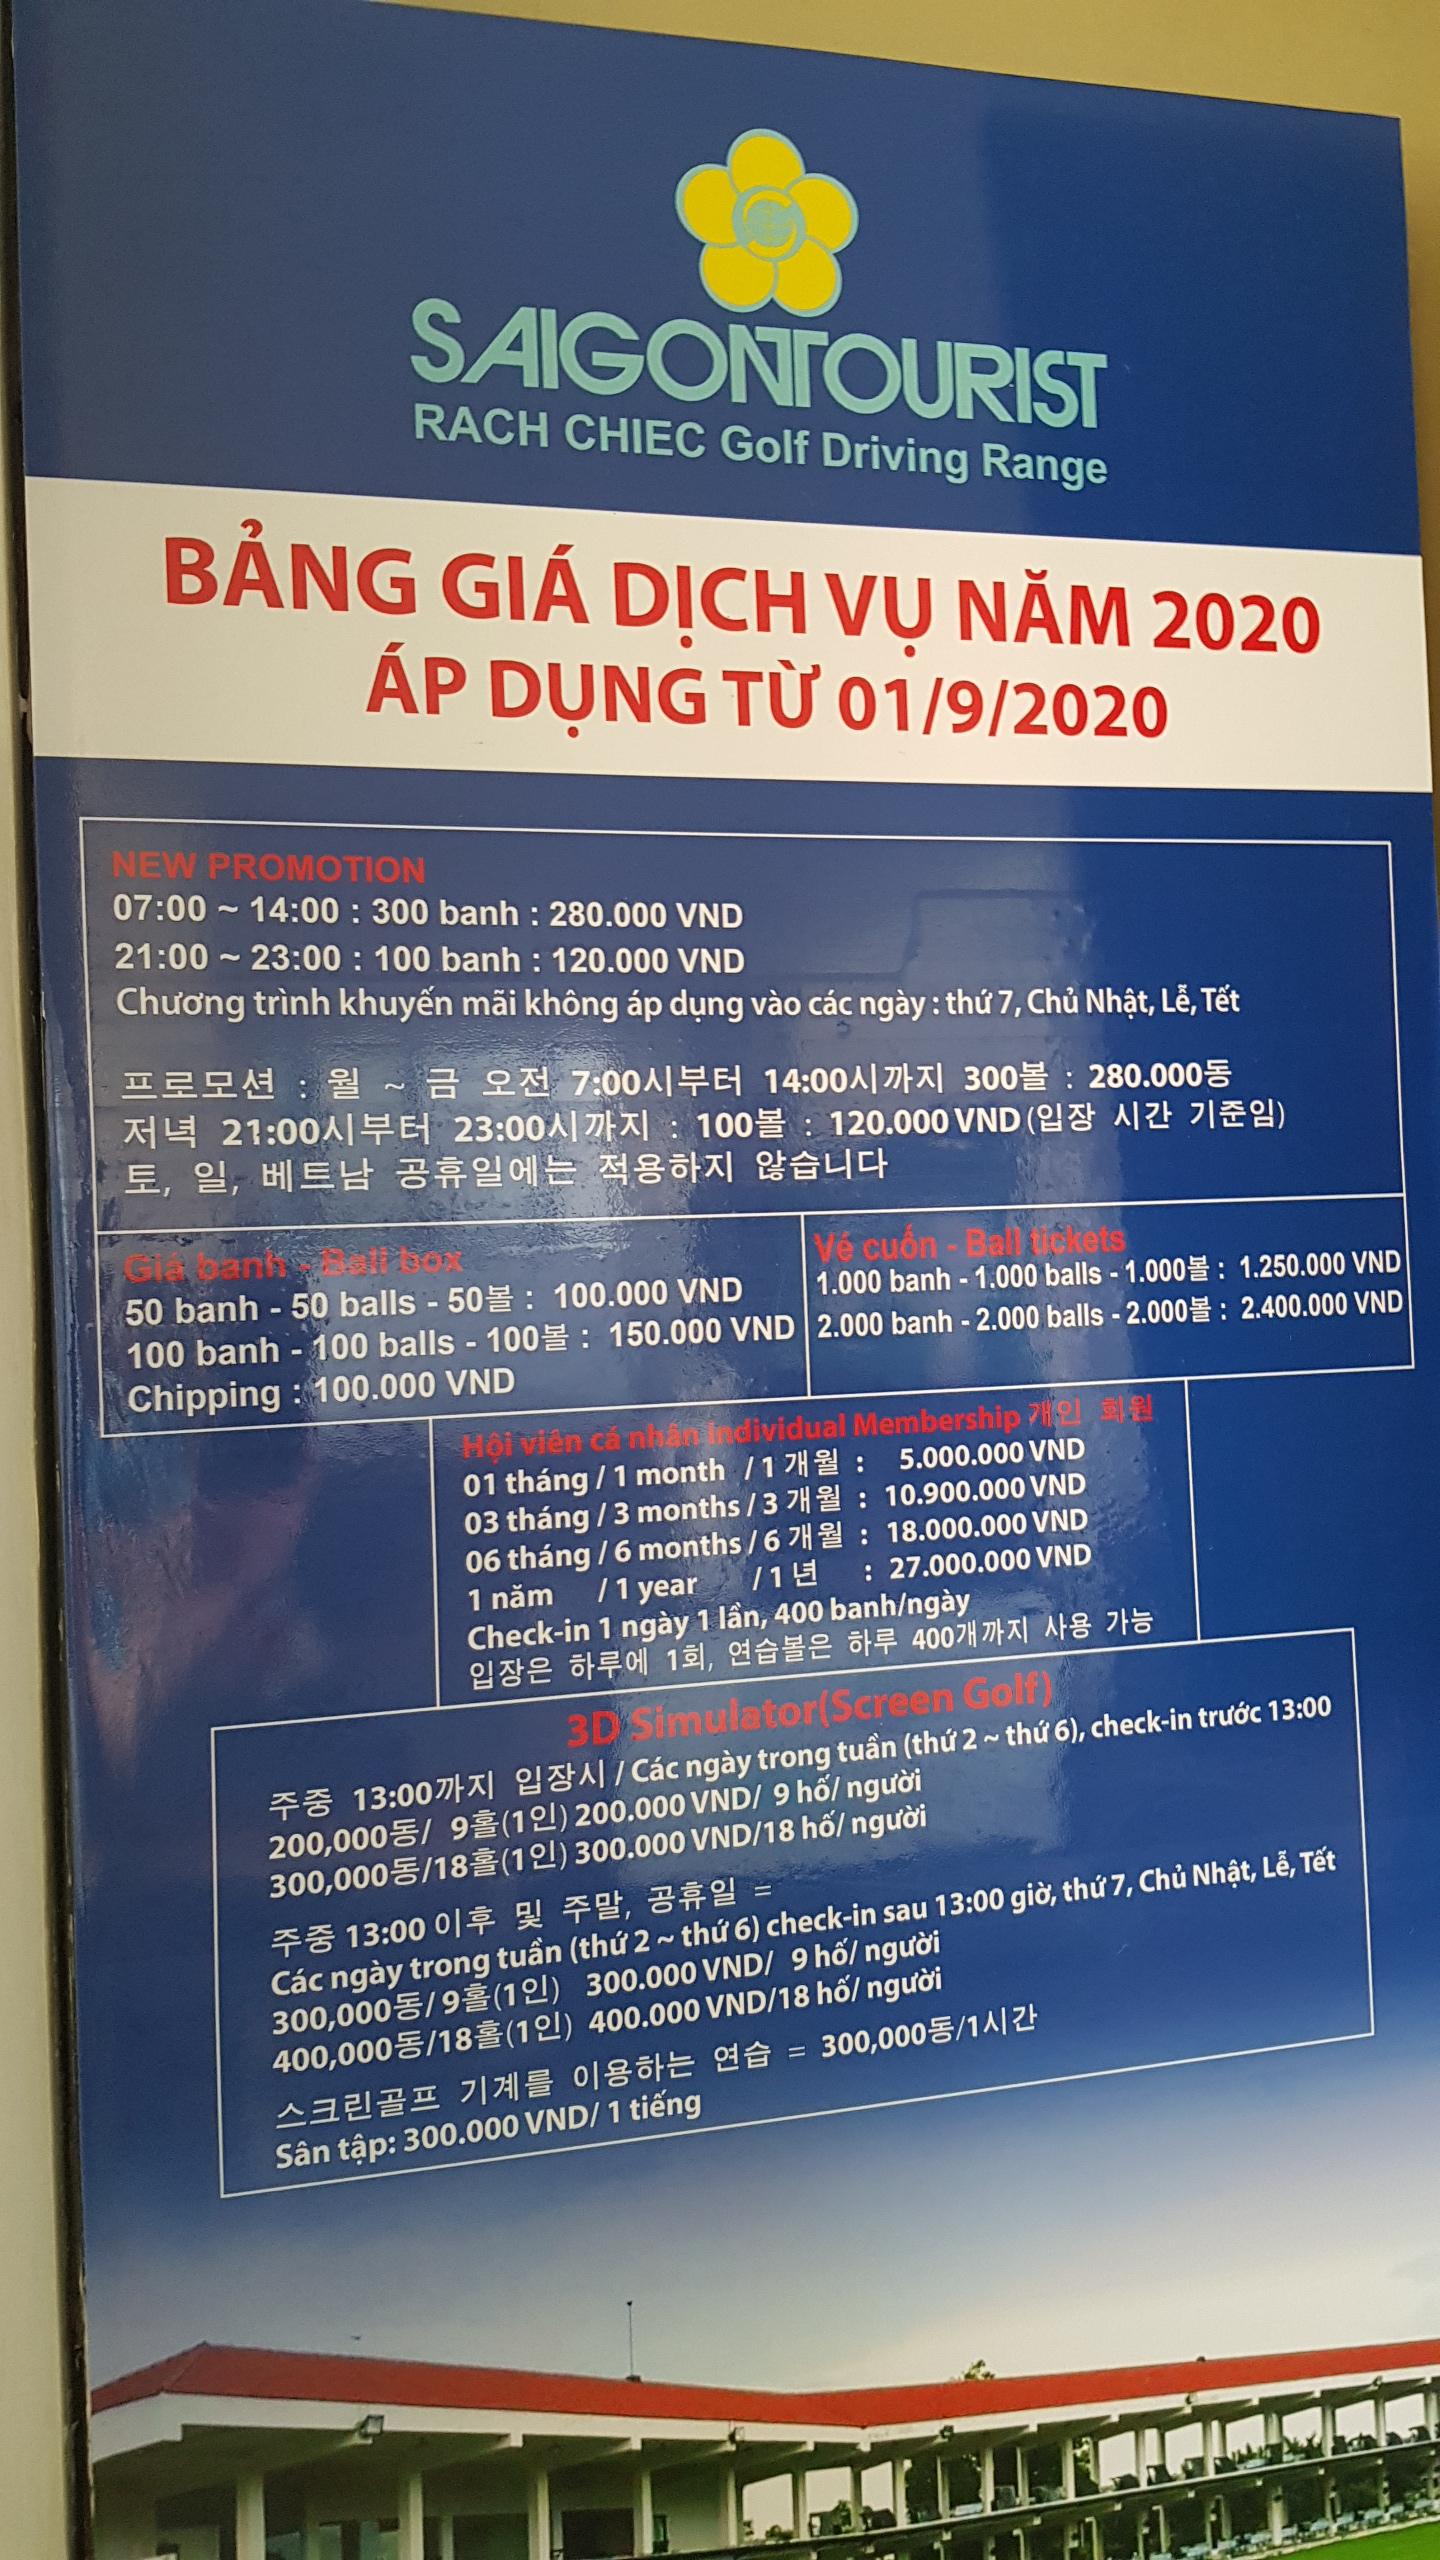 SAIGONTOURIST
RACH CHIEC Golf Driving Range
BẢNG GIÁ DỊCH VỤ NĂM 2020
ÁP DỤNG TỪ 01/9/2020
NEW PROMOTION
07:00 ~ 14:00 : 300 banh : 280.000 VND
21:00 ~ 23:00 : 100 banh : 120.000 VND
Chương trình khuyến mãi không áp dụng vào các ngày : thứ 7, Chủ Nhật, Lễ, Tết
프로모션 : 월 ~ 금 오전 7:00시부터 14:00시까지 300볼 : 280.000동
저녁 21:00시부터 23:00시까지 : 100볼 : 120.000 VND (입장 시간 기준임)
토, 일, 베트남 공휴일에는 적용하지 않습니다
Giá banh - Ball box
50 banh - 50 balls - 50볼 : 100.000 VND
100 banh - 100 balls - 100볼 : 150.000 VND
Chipping : 100.000 VND
Vé cuốn - Ball tickets
1.000 banh - 1.000 balls - 1.000볼 : 1.250.000 VND
2.000 banh - 2.000 balls - 2.000볼 : 2.400.000 VND
Hội viên cá nhân individual Membership 개인 회원
01 tháng / 1 month / 1 개월 : 5.000.000 VND
03 tháng / 3 months / 3 개월 : 10.900.000 VND
06 tháng / 6 months / 6 개월 : 18.000.000 VND
1 năm / 1 year / 1 년 : 27.000.000 VND
Check-in 1 ngày 1 lần, 400 banh/ngày
입장은 하루에 1회, 연습볼은 하루 400개까지 사용 가능
3D Simulator(Screen Golf)
주중 13:00까지 입장시 / Các ngày trong tuần (thứ 2 ~ thứ 6), check-in trước 13:00
200,000동/ 9홀(1인) 200.000 VND/ 9 hố/ người
300,000동/18홀(1인) 300.000 VND/18 hố/ người
주중 13:00 이후 및 주말, 공휴일 =
Các ngày trong tuần (thứ 2 ~ thứ 6) check-in sau 13:00 giờ, thứ 7, Chủ Nhật, Lễ, Tết
300,000동/ 9홀(1인) 300.000 VND/ 9 hố/ người
400,000동/18홀(1인) 400.000 VND/18 hố/ người
스크린골프 기계를 이용하는 연습 = 300,000동/1시간
Sân tập: 300.000 VND/ 1 tiếng